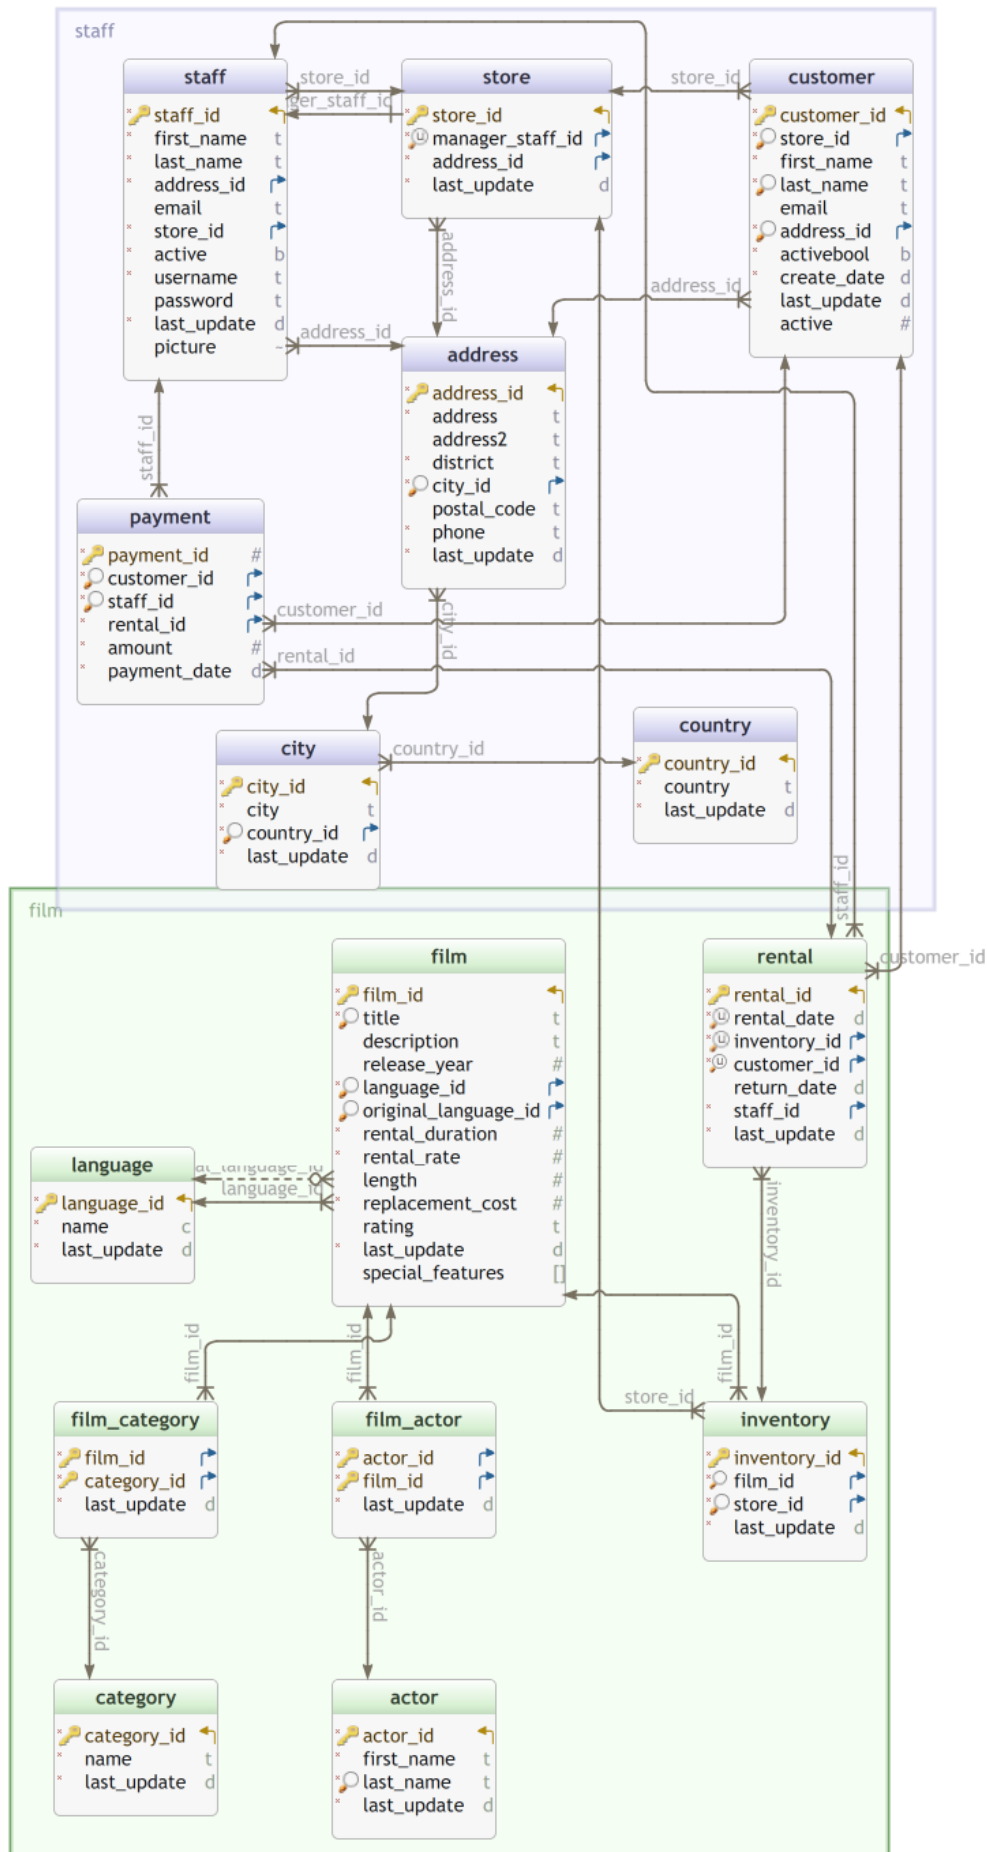 staff
staff
staff_id
first_name t
last_name t
address_id
email t
store_id
active b
username t
password t
last_update d
picture ~
store_id
ger_staff_id
store
store_id
manager_staff_id
address_id
last_update d
store_id
customer
customer_id
store_id
first_name t
last_name t
email t
address_id
activebool b
create_date d
last_update d
active #
address_id
address_id
address_id
address
address_id
address t
address2 t
district t
city_id
postal_code t
phone t
last_update d
staff_id
payment
payment_id #
customer_id
staff_id
rental_id
amount #
payment_date d
customer_id
city_id
rental_id
city
city_id
city t
country_id
last_update d
country_id
country
country_id
country t
last_update d
staff_id
customer_id
film
film
film_id
title t
description t
release_year #
language_id
original_language_id
rental_duration #
rental_rate #
length #
replacement_cost #
rating t
last_update d
special_features []
rental
rental_id
rental_date d
inventory_id
customer_id
return_date d
staff_id
last_update d
language
language_id
name c
last_update d
al_language_id
language_id
inventory_id
film_id
film_id
film_id
store_id
film_category
film_id
category_id
last_update d
film_actor
actor_id
film_id
last_update d
inventory
inventory_id
film_id
store_id
last_update d
category_id
actor_id
category
category_id
name t
last_update d
actor
actor_id
first_name t
last_name t
last_update d